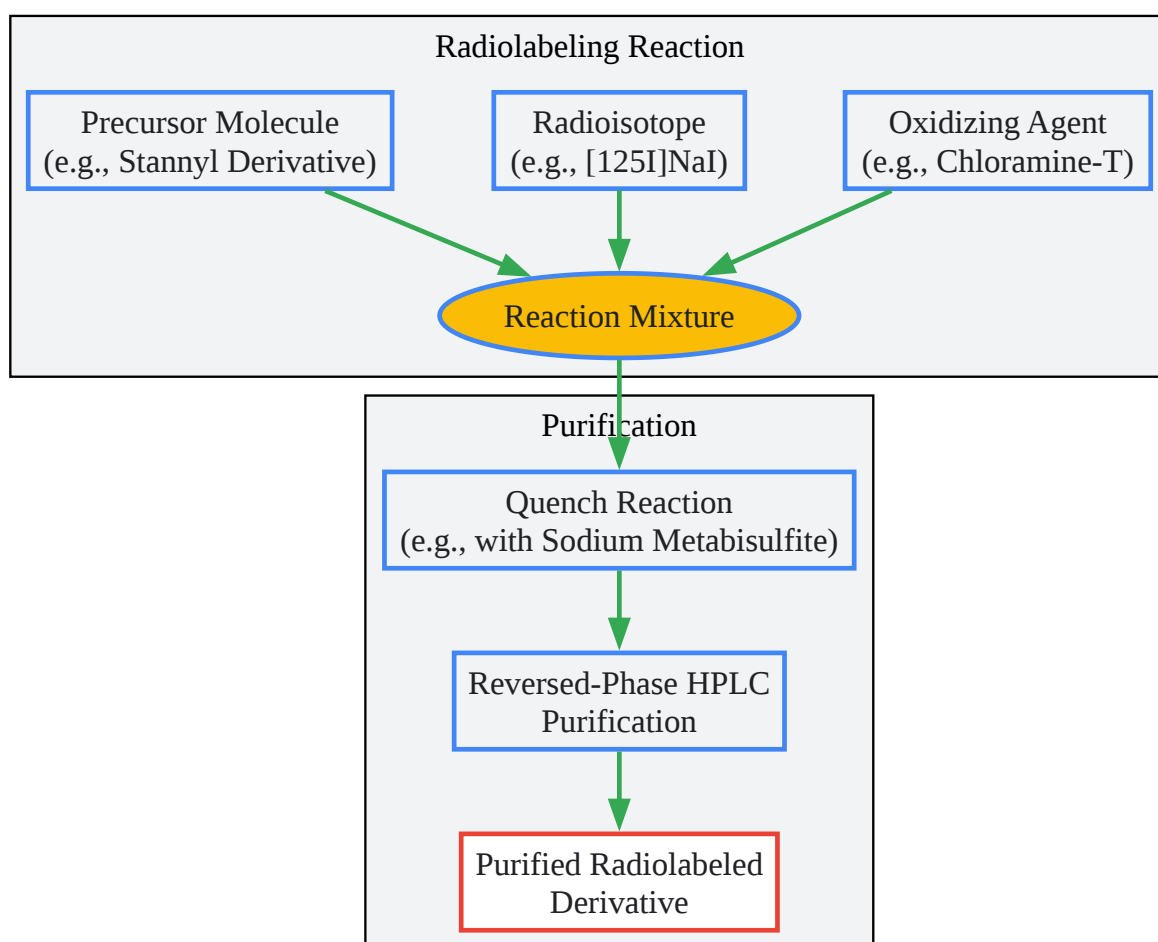 Radiolabeling Reaction
Precursor Molecule
(e.g., Stannyl Derivative)
Radioisotope
(e.g., [125I]NaI)
Oxidizing Agent
(e.g., Chloramine-T)
Reaction Mixture
Purification
Quench Reaction
(e.g., with Sodium Metabisulfite)
Reversed-Phase HPLC
Purification
Purified Radiolabeled
Derivative